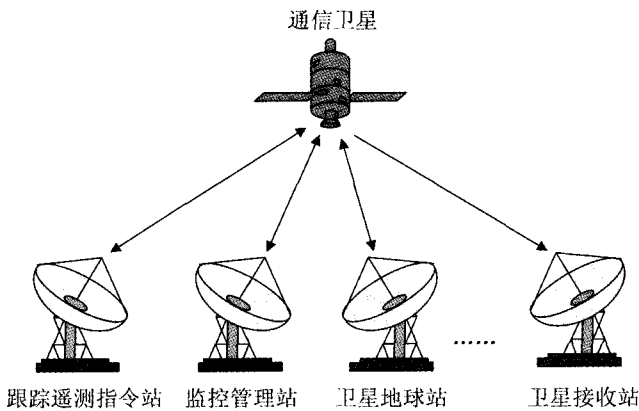 通信卫星
……
跟踪遥测指令站
监控管理站
卫星地球站
卫星接收站